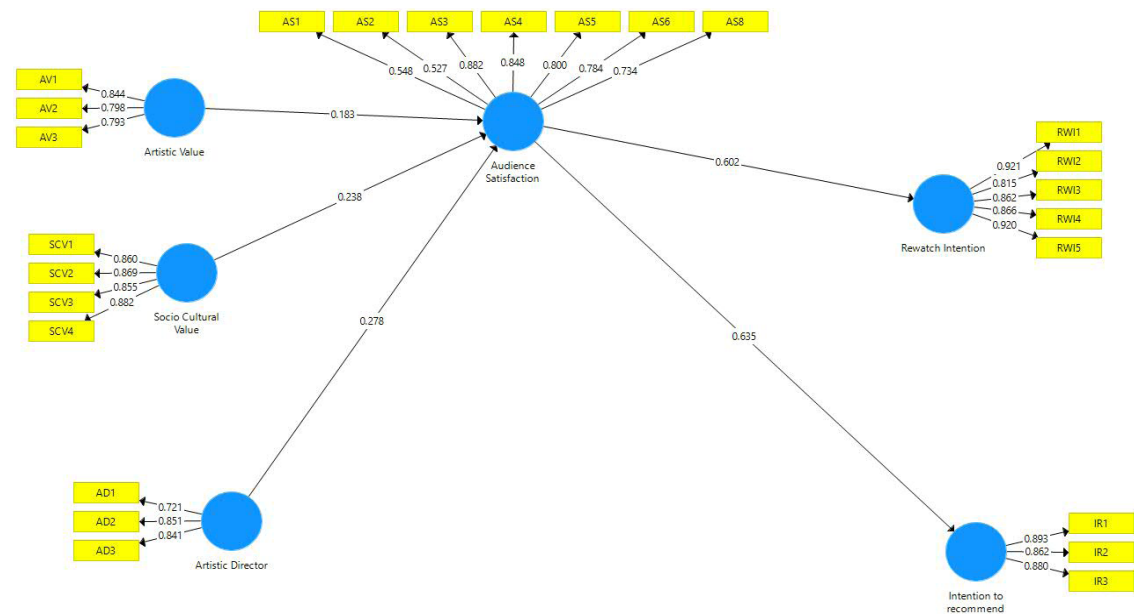 AS1
AS2
AS3
AS4
AS5
AS6
AS8
0.548
0.527
0.882
0.848
0.800
0.784
0.734
AV1
AV2
AV3
0.844
0.798
0.793
Artistic Value
0.183
Audience
Satisfaction
0.602
RWI1
RWI2
RWI3
RWI4
RWI5
0.921
0.815
0.862
0.866
0.920
Rewatch Intention
SCV1
SCV2
SCV3
SCV4
0.860
0.869
0.855
0.882
Socio Cultural
Value
0.238
0.278
0.635
AD1
AD2
AD3
0.721
0.851
0.841
Artistic Director
IR1
IR2
IR3
0.893
0.862
0.880
Intention to
recommend